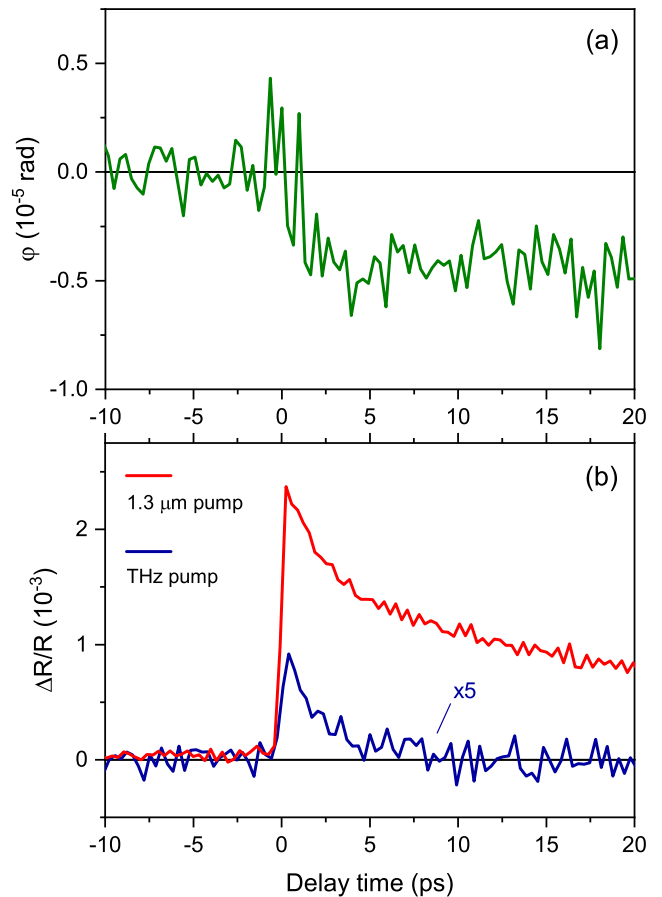 (a)
φ (10⁻⁵ rad)
0.5
0.0
-0.5
-1.0
-10 -5 0 5 10 15 20
(b)
1.3 μm pump
THz pump
x5
ΔR/R (10⁻³)
2
1
0
-10 -5 0 5 10 15 20
Delay time (ps)